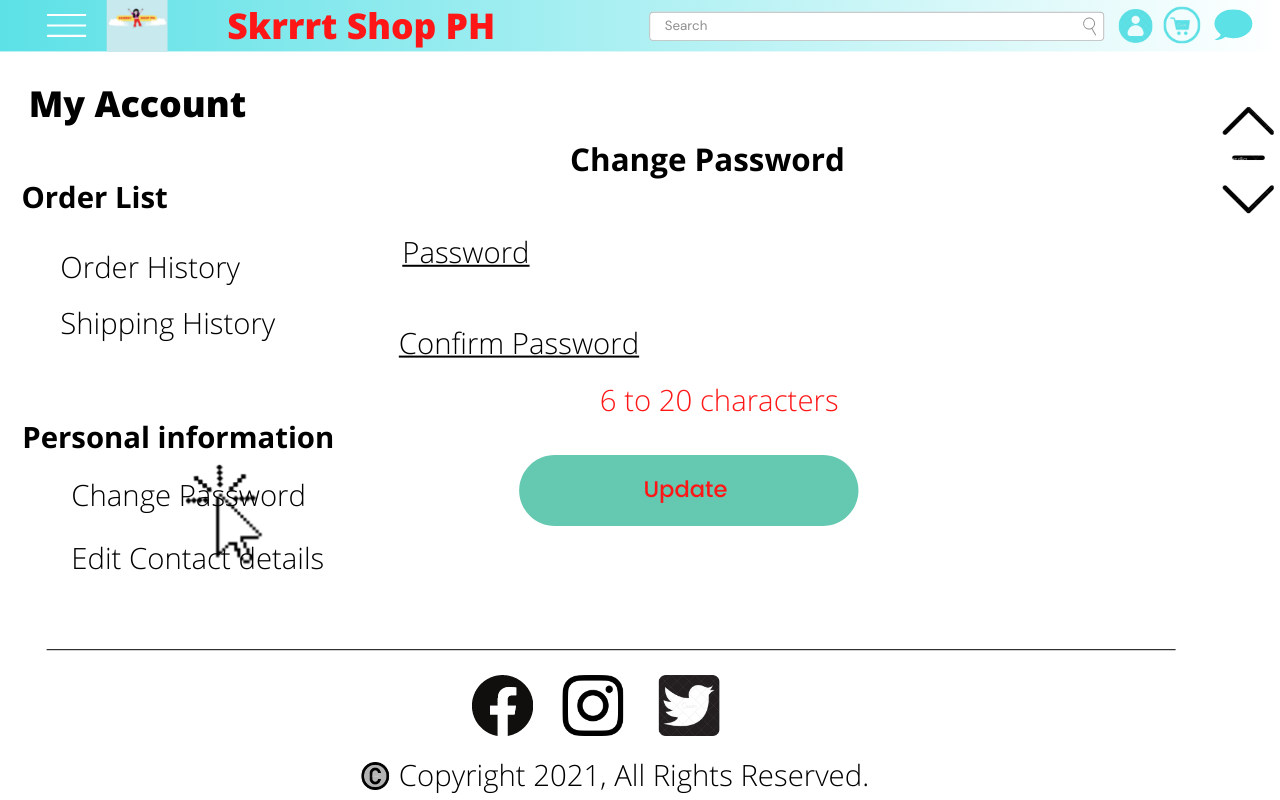 Skrrrt Shop PH
Search
My Account
Change Password
Order List
Order History
Shipping History
Password
Confirm Password
6 to 20 characters
Personal information
Change Password
Edit Contact details
Update
© Copyright 2021, All Rights Reserved.